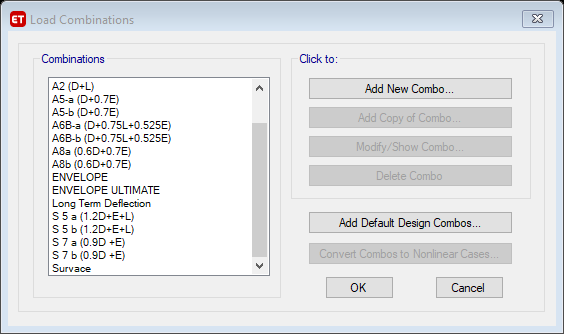 ET Load Combinations
Combinations
A2 (D+L)
A5-a (D+0.7E)
A5-b (D+0.7E)
A6B-a (D+0.75L+0.525E)
A6B-b (D+0.75L+0.525E)
A8a (0.6D+0.7E)
A8b (0.6D+0.7E)
ENVELOPE
ENVELOPE ULTIMATE
Long Term Deflection
S 5 a (1.2D+E+L)
S 5 b (1.2D+E+L)
S 7 a (0.9D +E)
S 7 b (0.9D +E)
Survace
Click to:
Add New Combo...
Add Copy of Combo...
Modify/Show Combo...
Delete Combo
Add Default Design Combos...
Convert Combos to Nonlinear Cases...
OK
Cancel